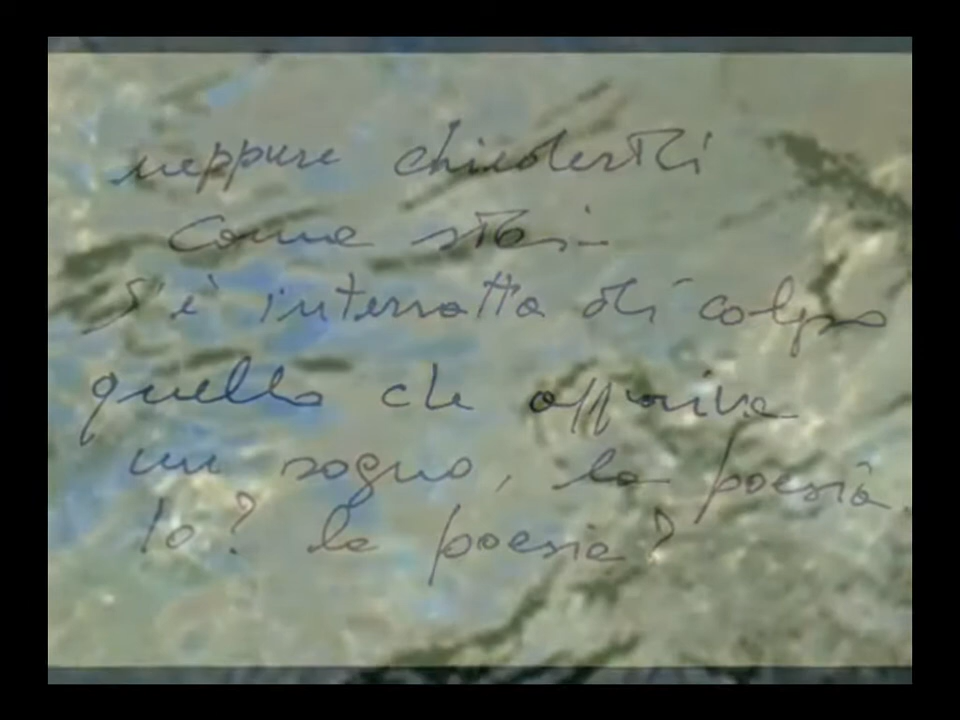 neppure chiederti
come stai -
s'è interrotta di colpo
quello che appariva
un sogno, la poesia.
Io? la poesia?